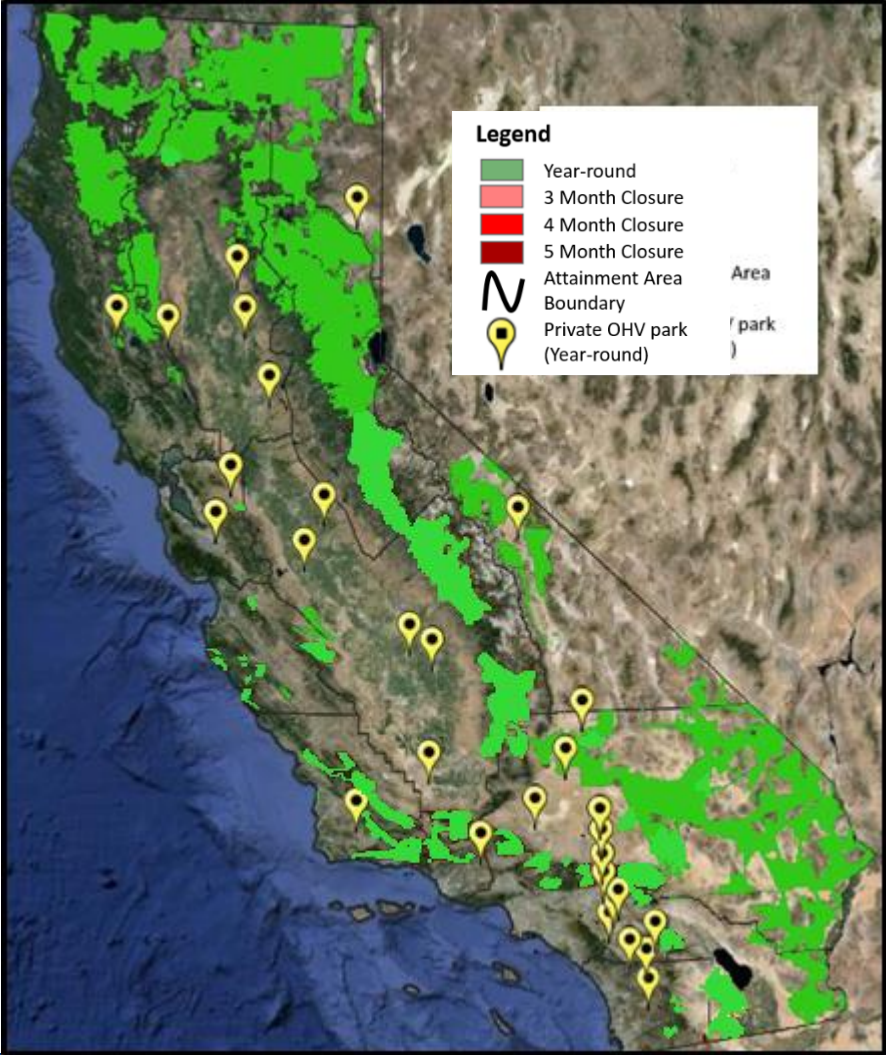 Legend
Year-round
3 Month Closure
4 Month Closure
5 Month Closure
Attainment Area
Boundary
Area
Private OHV park
(Year-round)
park
)